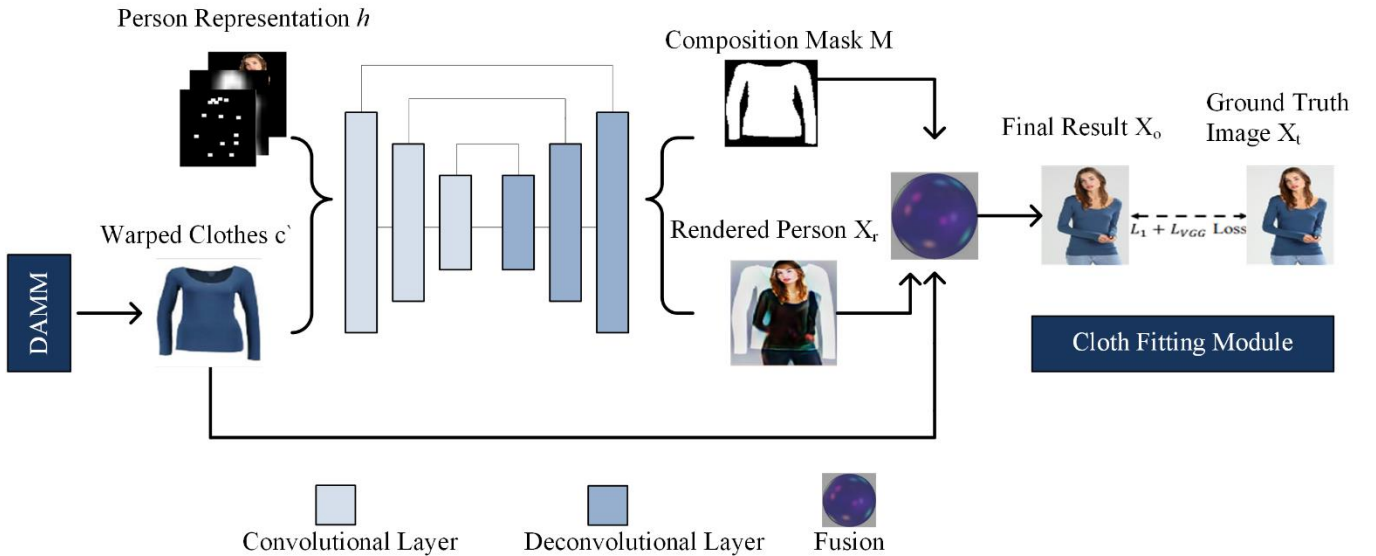 Person Representation h
Composition Mask M
Ground Truth
Image Xₜ
Final Result Xₒ
Warped Clothes c`
Rendered Person Xᵣ
L₁ + L_VGG Loss
DAMM
Cloth Fitting Module
Convolutional Layer
Deconvolutional Layer
Fusion